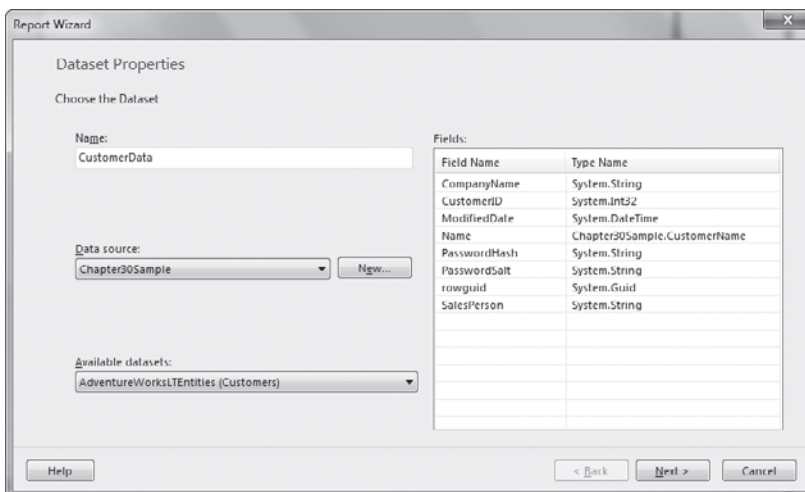 Report Wizard
Dataset Properties
Choose the Dataset
Name:
CustomerData
Data source:
Chapter30Sample
New...
Available datasets:
AdventureWorksLTEntities (Customers)
Fields:
Field Name Type Name
CompanyName System.String
CustomerID System.Int32
ModifiedDate System.DateTime
Name Chapter30Sample.CustomerName
PasswordHash System.String
PasswordSalt System.String
rowguid System.Guid
SalesPerson System.String
Help < Back Next > Cancel